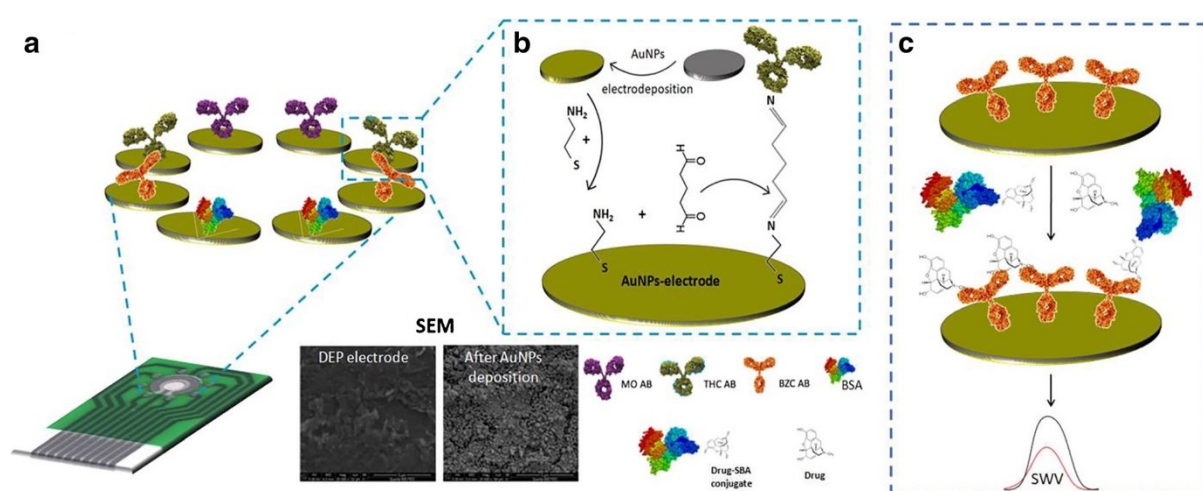 a
b
AuNPs
electrodeposition
NH2
+
S
NH2
+
H
O
H
O
N
N
S
S
AuNPs-electrode
c
SEM
DEP electrode
After AuNPs
deposition
MO AB
THC AB
BZC AB
BSA
Drug-SBA
conjugate
Drug
SWV